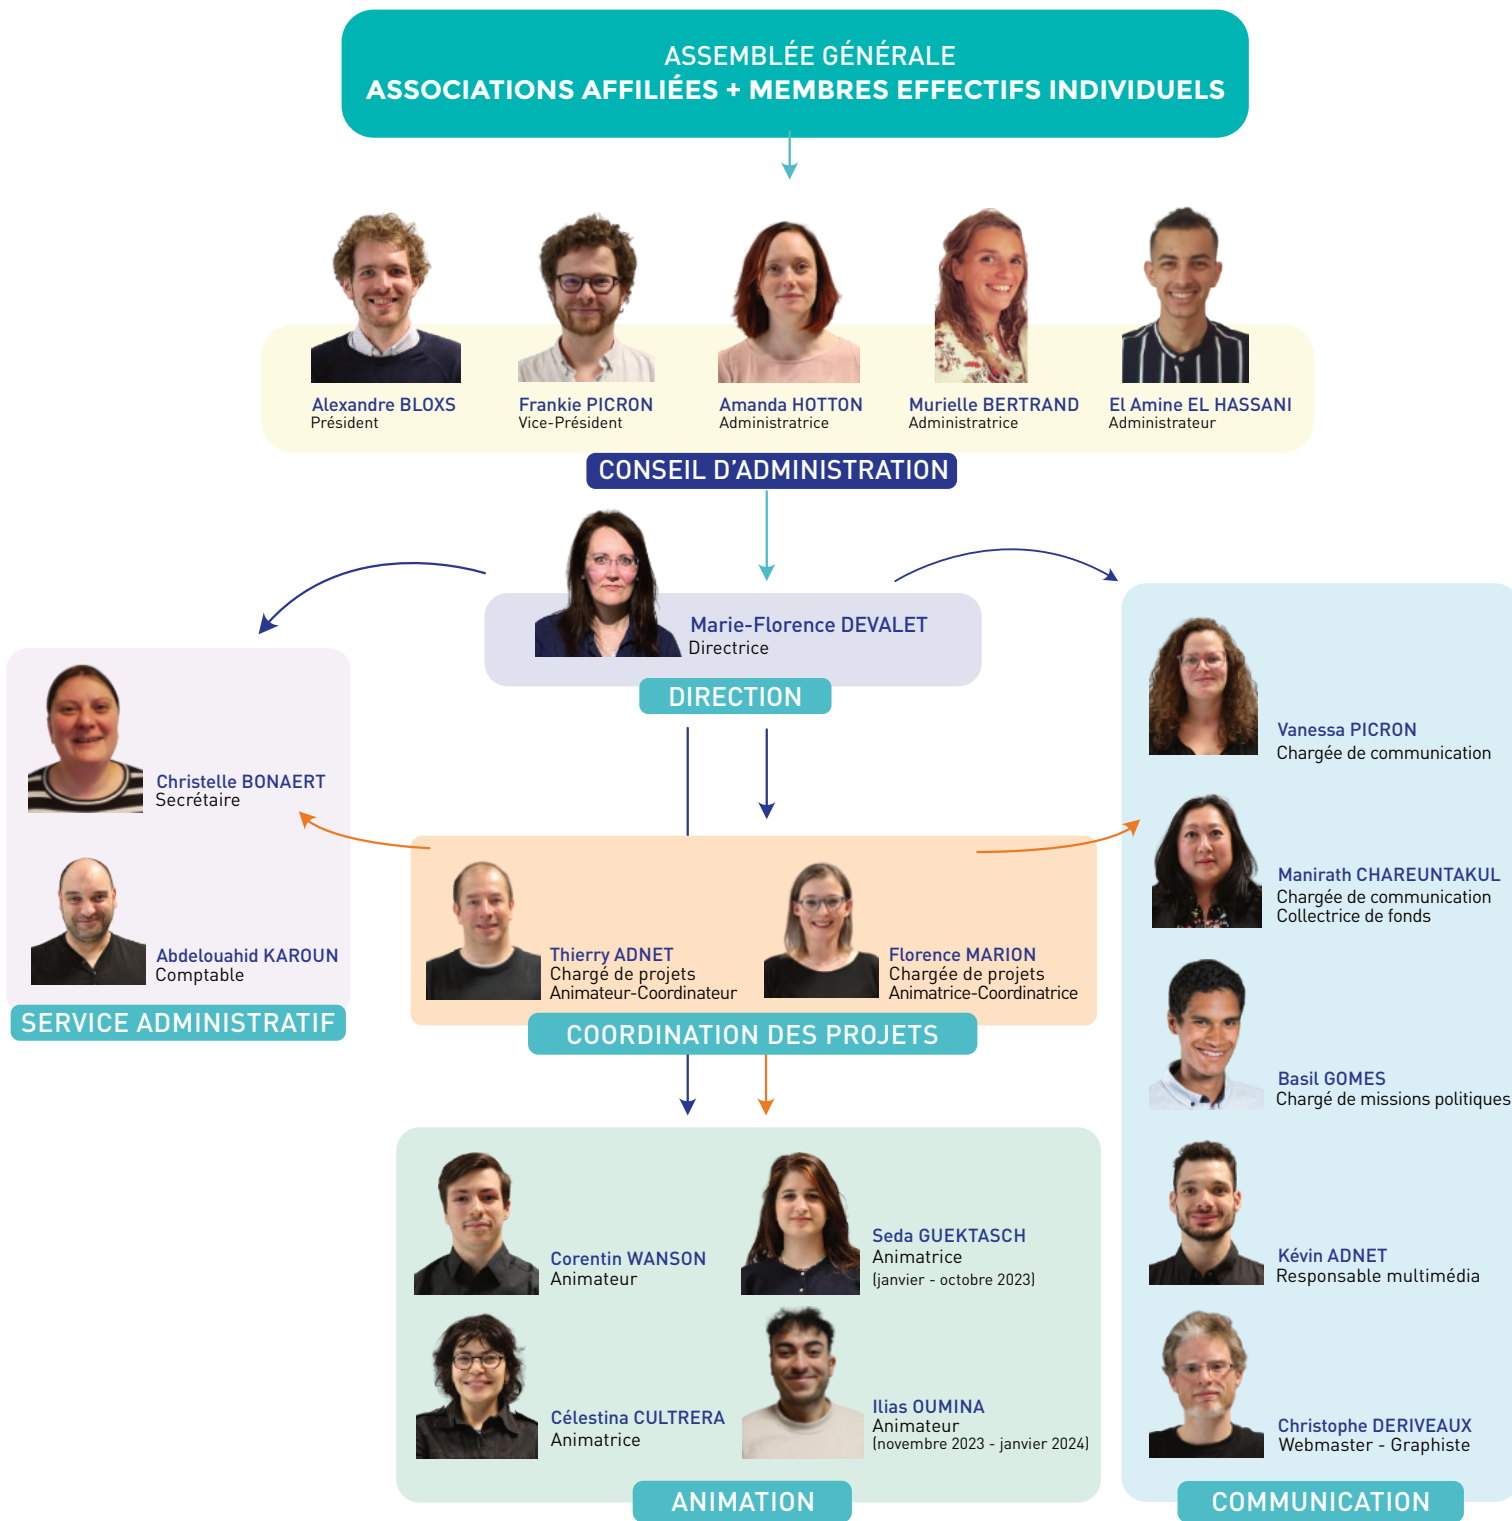 ASSEMBLÉE GÉNÉRALE
ASSOCIATIONS AFFILIÉES + MEMBRES EFFECTIFS INDIVIDUELS
Alexandre BLOXS
Président
Frankie PICRON
Vice-Président
Amanda HOTTON
Administratrice
Murielle BERTRAND
Administratrice
El Amine EL HASSANI
Administrateur
CONSEIL D'ADMINISTRATION
Marie-Florence DEVALET
Directrice
DIRECTION
Christelle BONAERT
Secrétaire
Abdelouahid KAROUN
Comptable
SERVICE ADMINISTRATIF
Thierry ADNET
Chargé de projets
Animateur-Coordinateur
Florence MARION
Chargée de projets
Animatrice-Coordinatrice
COORDINATION DES PROJETS
Corentin WANSON
Animateur
Seda GUEKTASCH
Animatrice
(janvier - octobre 2023)
Célestina CULTRERA
Animatrice
Ilias OUMINA
Animateur
(novembre 2023 - janvier 2024)
ANIMATION
Vanessa PICRON
Chargée de communication
Manirath CHAREUNTAKUL
Chargée de communication
Collectrice de fonds
Basil GOMES
Chargé de missions politiques
Kévin ADNET
Responsable multimédia
Christophe DERIVEAUX
Webmaster - Graphiste
COMMUNICATION